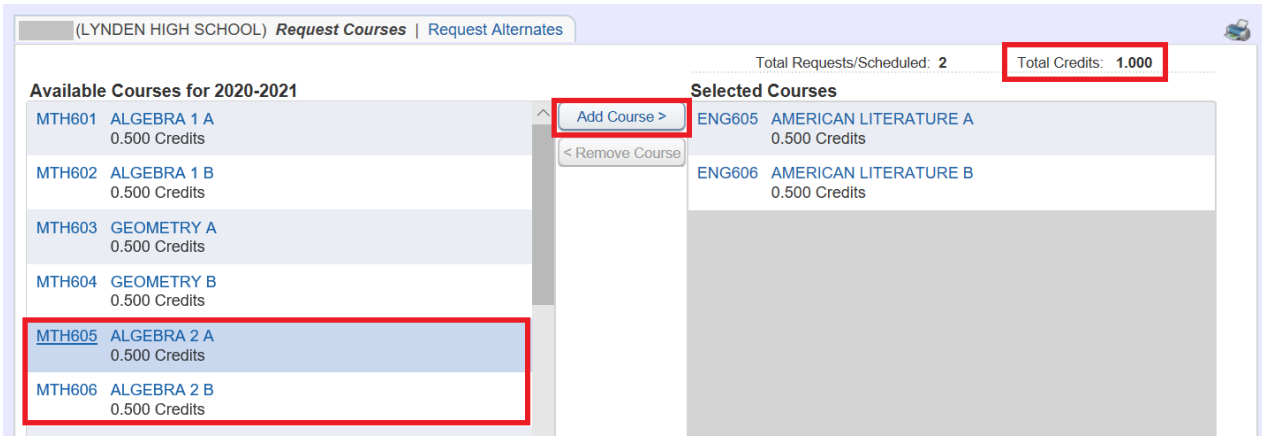 (LYNDEN HIGH SCHOOL) Request Courses | Request Alternates
Total Requests/Scheduled: 2
Total Credits: 1.000
Available Courses for 2020-2021
MTH601 ALGEBRA 1 A
0.500 Credits
MTH602 ALGEBRA 1 B
0.500 Credits
MTH603 GEOMETRY A
0.500 Credits
MTH604 GEOMETRY B
0.500 Credits
MTH605 ALGEBRA 2 A
0.500 Credits
MTH606 ALGEBRA 2 B
0.500 Credits
Add Course >
< Remove Course
Selected Courses
ENG605 AMERICAN LITERATURE A
0.500 Credits
ENG606 AMERICAN LITERATURE B
0.500 Credits